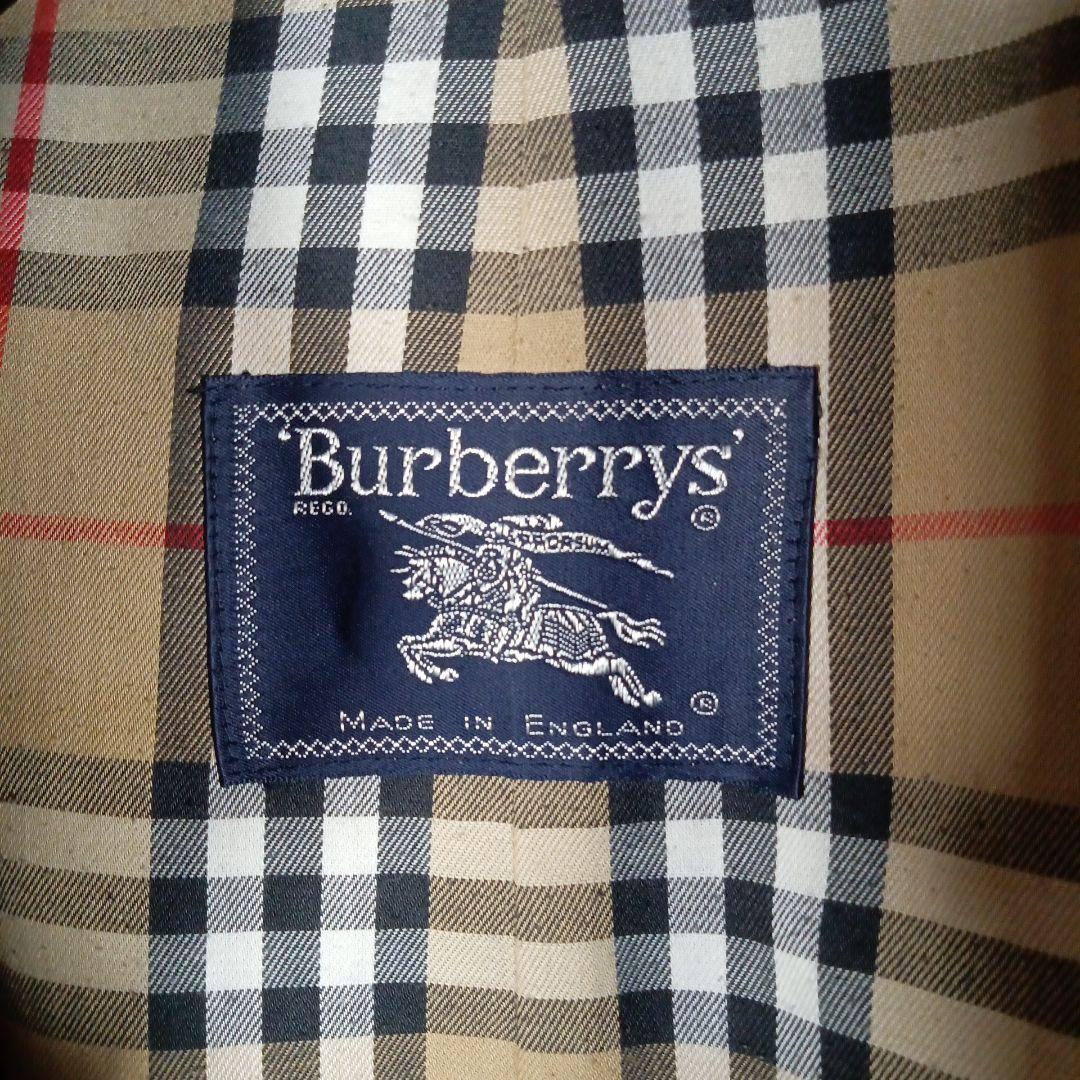 'Burberrys'
REGD. ®
®
MADE IN ENGLAND